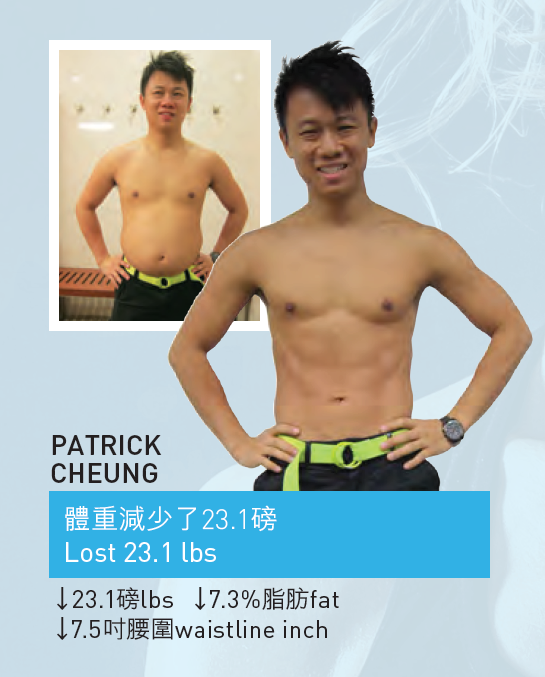 PATRICK
CHEUNG
體重減少了23.1磅
Lost 23.1 lbs
↓23.1磅lbs ↓7.3%脂肪fat
↓7.5吋腰圍waistline inch